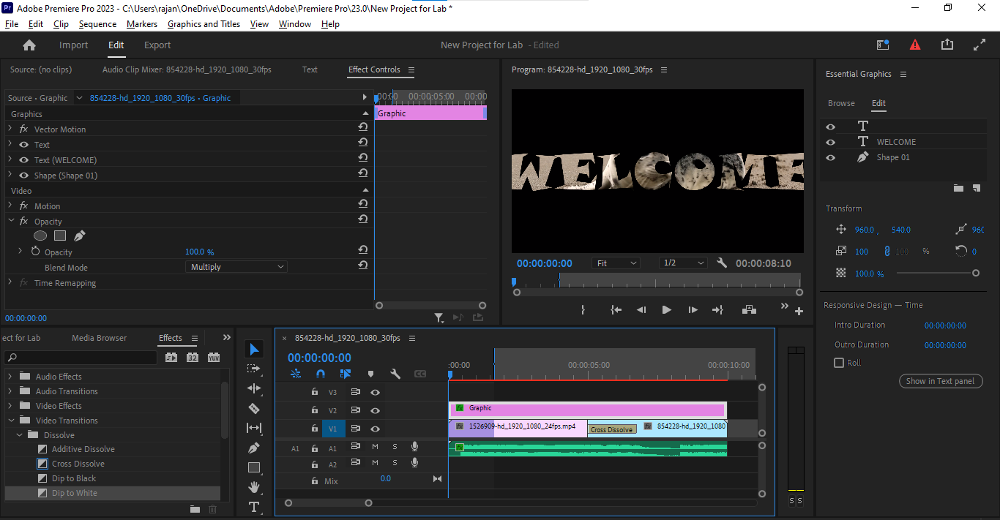 Pr Adobe Premiere Pro 2023 - C:\Users\rajan\OneDrive\Documents\Adobe\Premiere Pro\23.0\New Project for Lab *
File Edit Clip Sequence Markers Graphics and Titles View Window Help
Import Edit Export New Project for Lab - Edited
Source: (no clips) Audio Clip Mixer: 854228-hd_1920_1080_30fps Text Effect Controls
Source • Graphic 854228-hd_1920_1080_30fps • Graphic
:00:00 00:00:05:00 00:00
Graphics
Graphic
fx Vector Motion
Text
Text (WELCOME)
Shape (Shape 01)
Video
fx Motion
fx Opacity
Opacity 100.0 %
Blend Mode Multiply
fx Time Remapping
00:00:00:00
Program: 854228-hd_1920_1080_30fps
WELCOME
00:00:00:00 Fit 1/2 00:00:08:10
Essential Graphics
Browse Edit
T
T WELCOME
Shape 01
Transform
960.0 , 540.0 960
100 100 % 0
100.0 %
Responsive Design — Time
Intro Duration 00:00:00:00
Outro Duration 00:00:00:00
Roll
Show in Text panel
ect for Lab Media Browser Effects
32 YUV
Audio Effects
Audio Transitions
Video Effects
Video Transitions
Dissolve
Additive Dissolve
Cross Dissolve
Dip to Black
Dip to White
T
× 854228-hd_1920_1080_30fps
00:00:00:00
CC
:00:00 00:00:05:00 00:00:10:00
V3
V2 fx Graphic
V1 fx 1526909-hd_1920_1080_24fps.mp4 Cross Dissolve fx 854228-hd_1920_1080
A1 A1 M S fx
A2 M S
Mix 0.0
S S